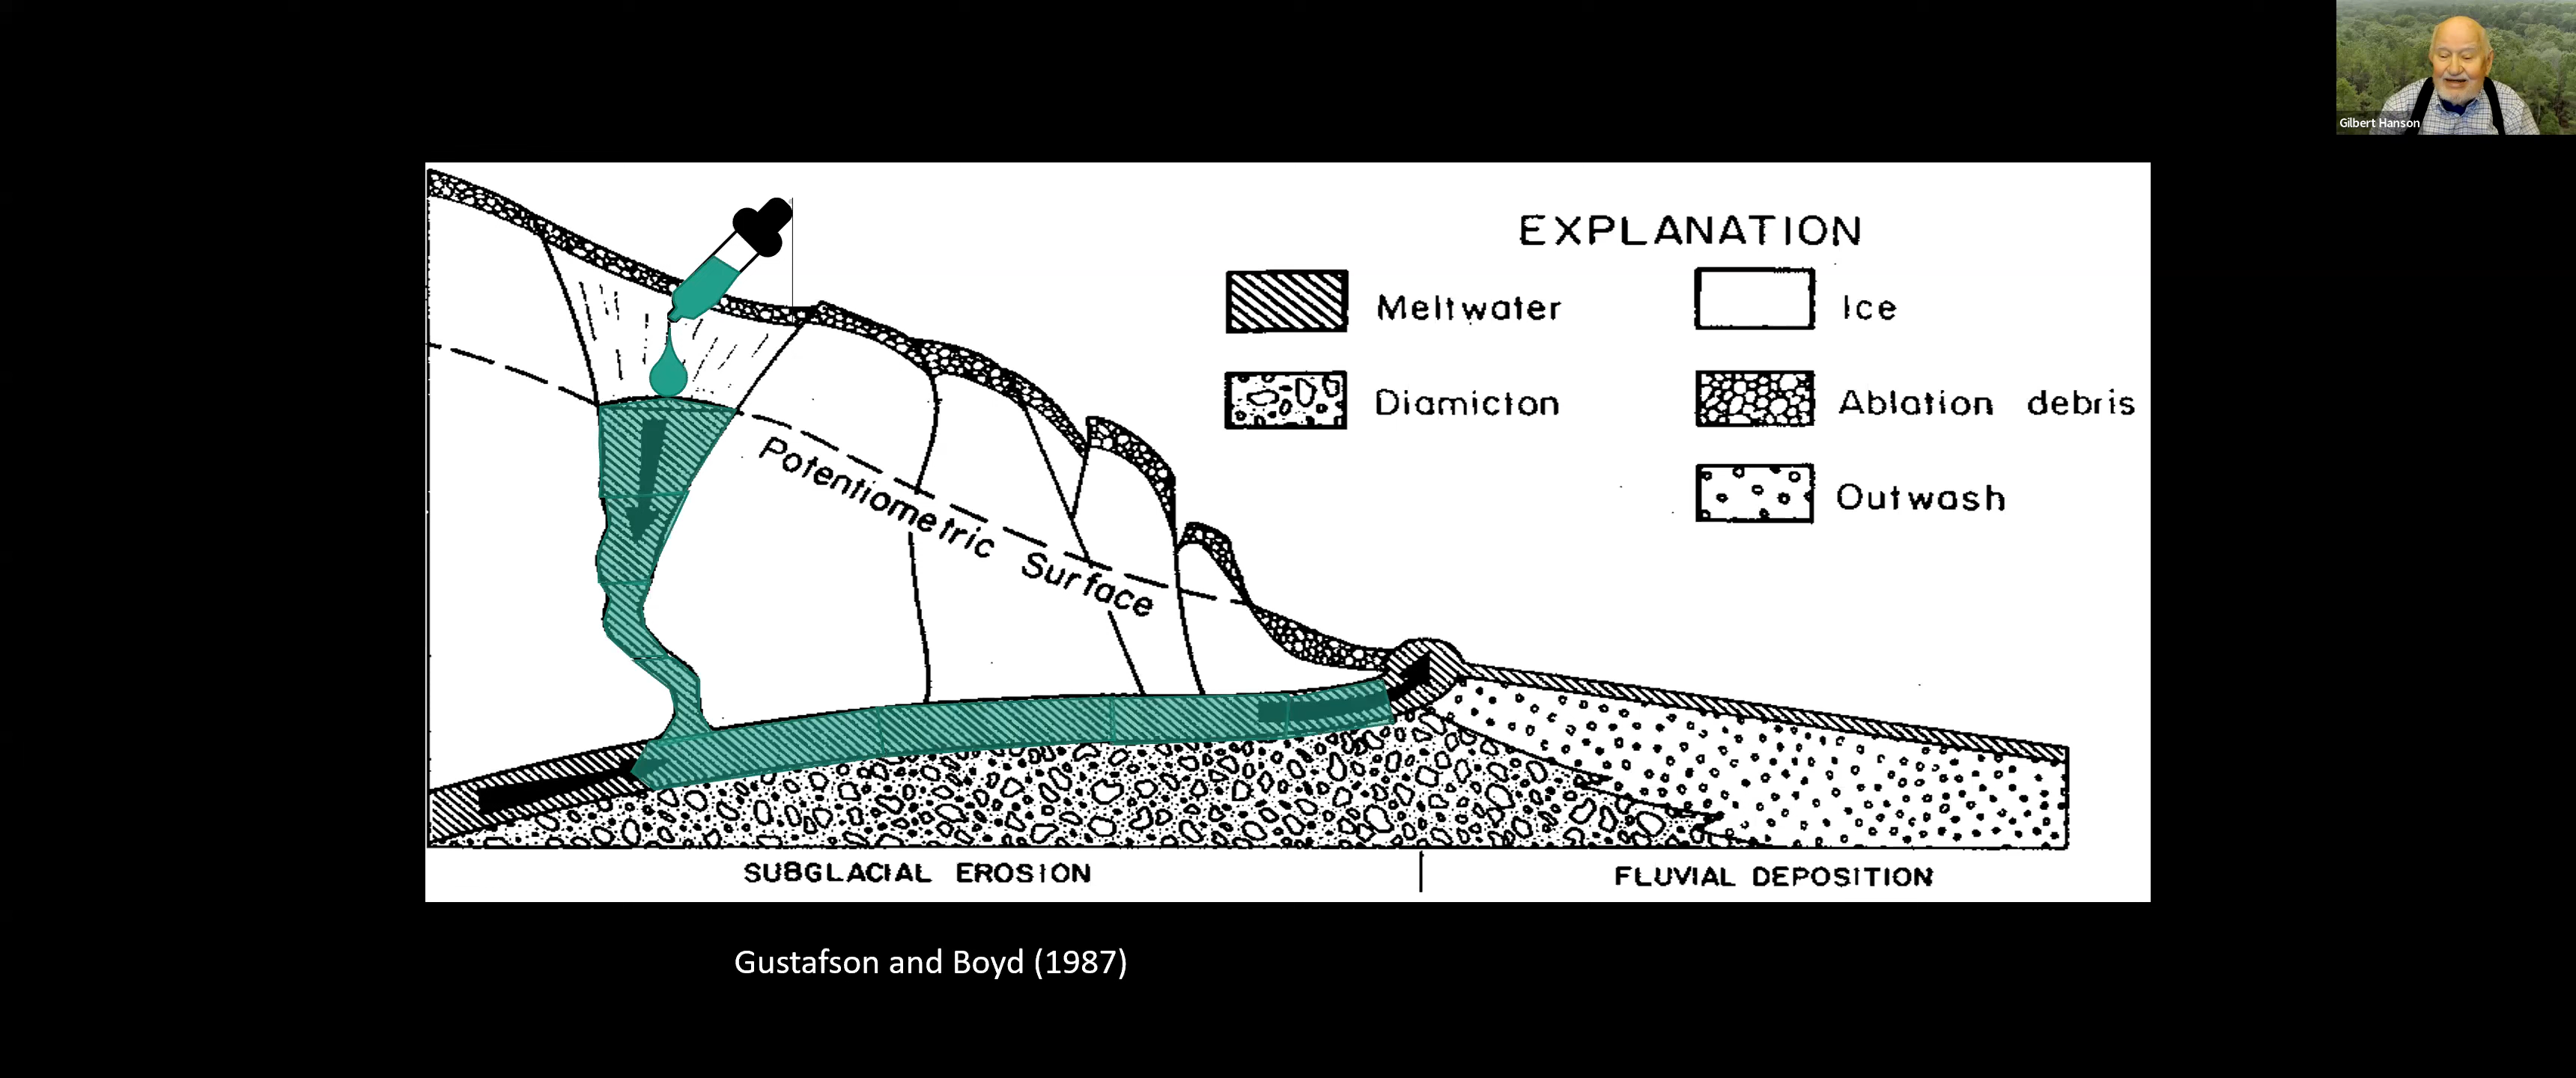 Gilbert Hanson
EXPLANATION
Meltwater
Ice
Diamicton
Ablation debris
Outwash
Potentiometric Surface
SUBGLACIAL EROSION
FLUVIAL DEPOSITION
Gustafson and Boyd (1987)